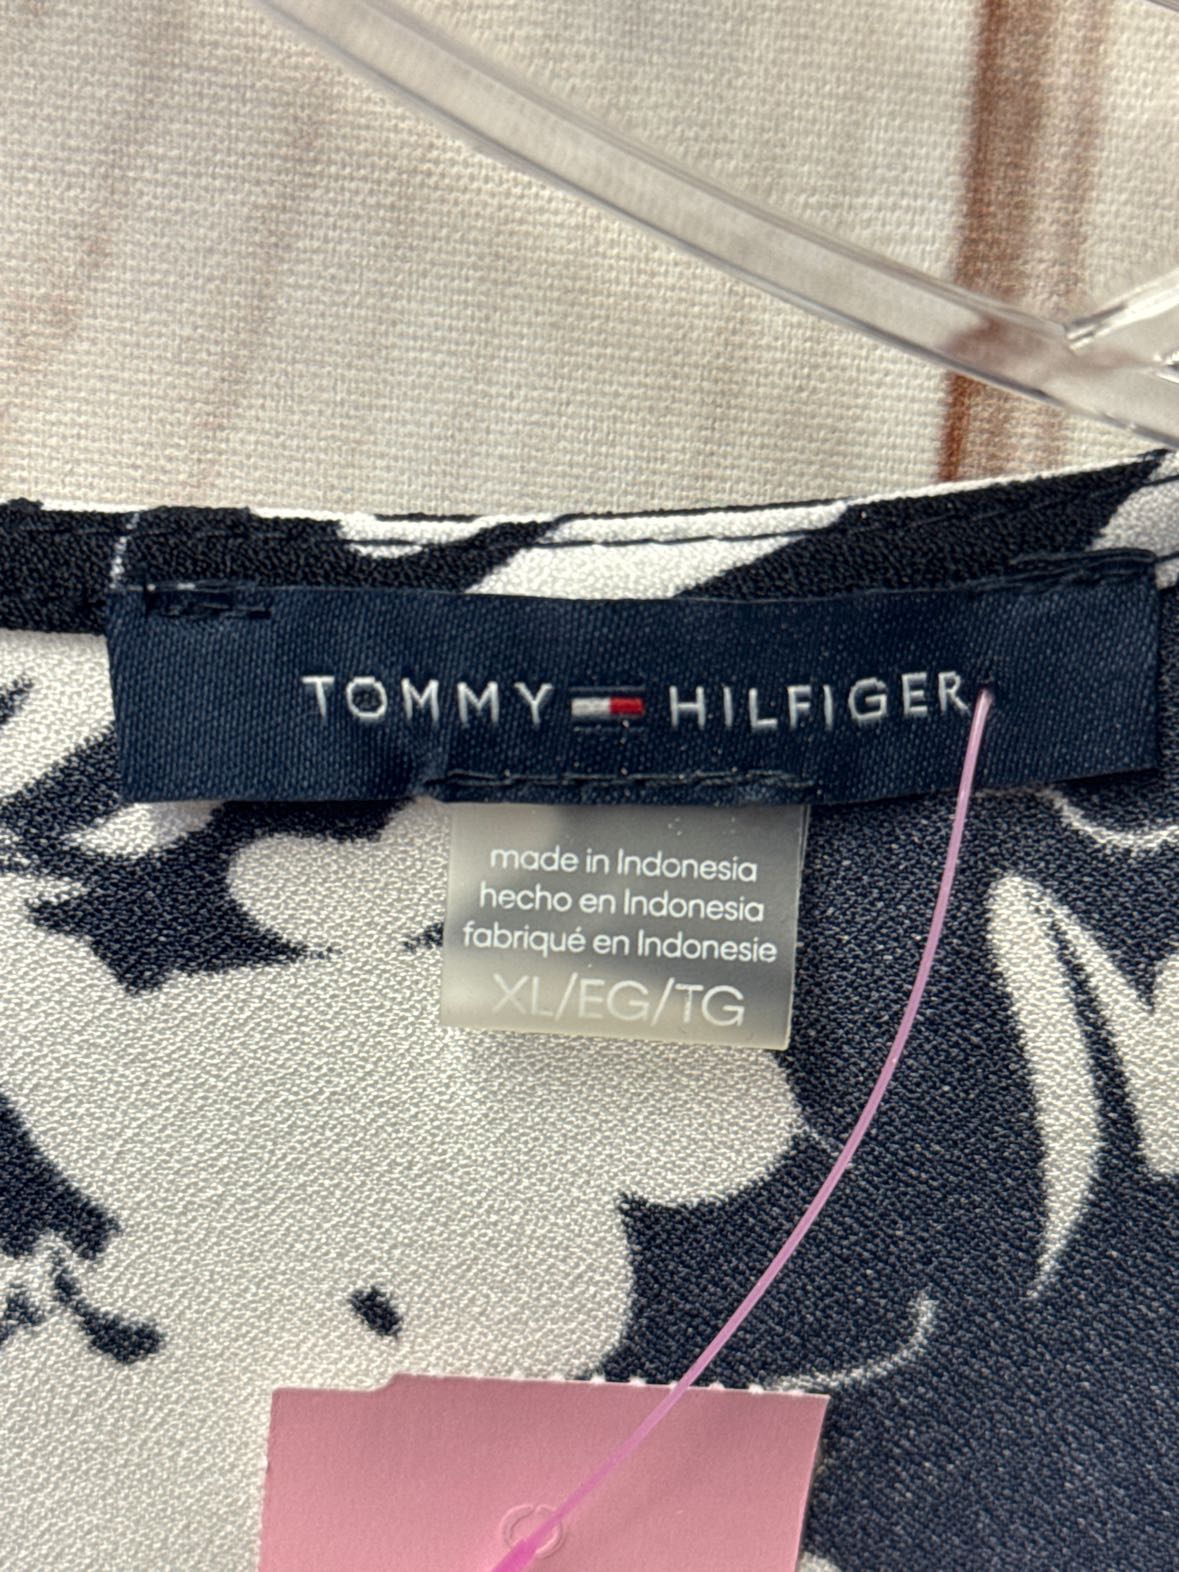 TOMMY HILFIGER
made in Indonesia
hecho en Indonesia
fabriqué en Indonesie
XL/EG/TG